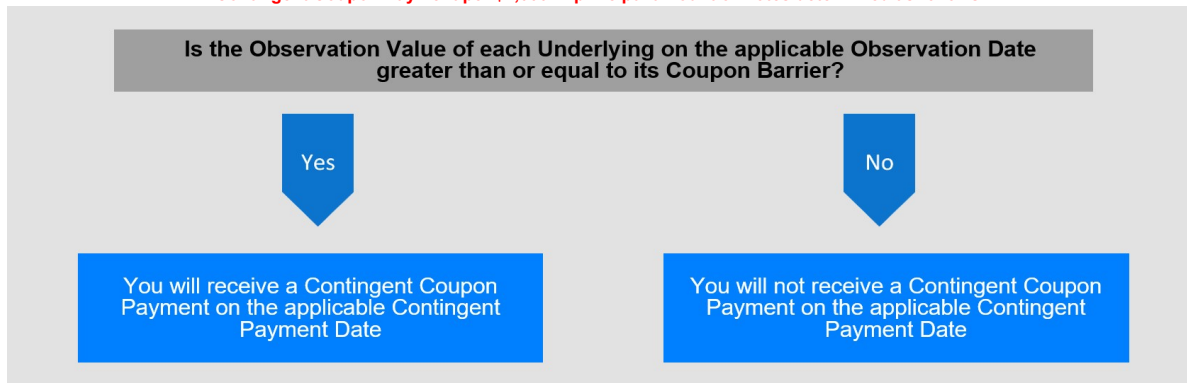 Is the Observation Value of each Underlying on the applicable Observation Date
greater than or equal to its Coupon Barrier?
Yes
No
You will receive a Contingent Coupon
Payment on the applicable Contingent
Payment Date
You will not receive a Contingent Coupon
Payment on the applicable Contingent
Payment Date